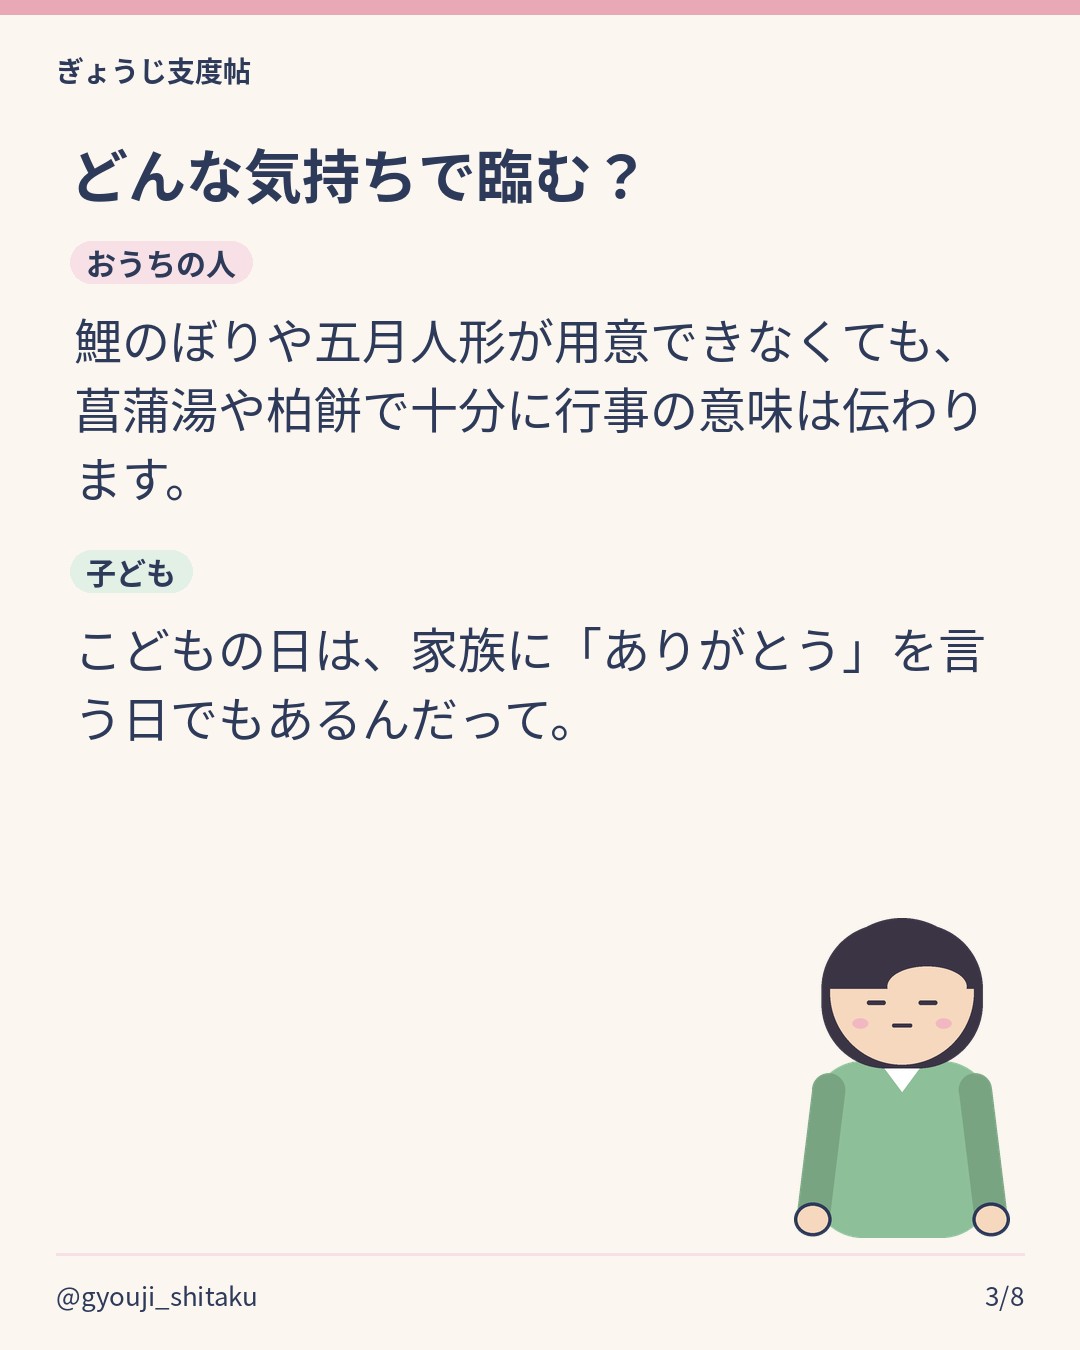 ぎょうじ支度帖
どんな気持ちで臨む？
おうちの人
鯉のぼりや五月人形が用意できなくても、
菖蒲湯や柏餅で十分に行事の意味は伝わり
ます。
子ども
こどもの日は、家族に「ありがとう」を言
う日でもあるんだって。
@gyouji_shitaku
3/8